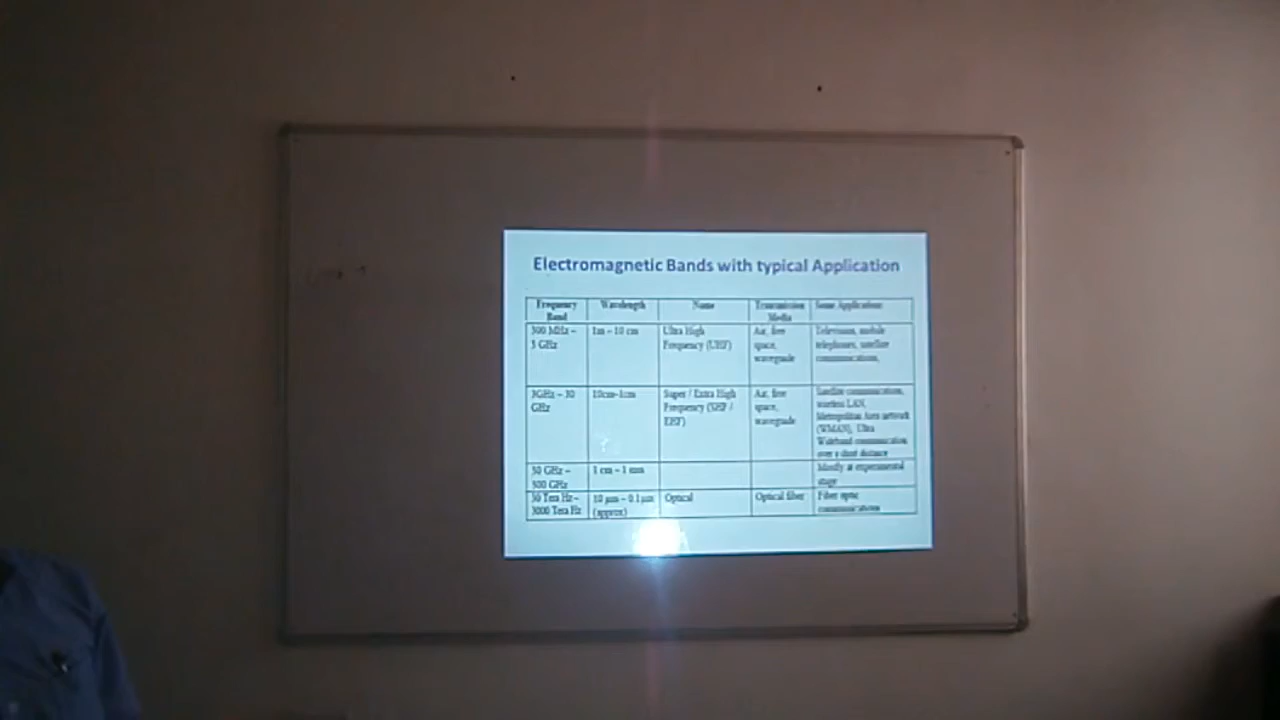 Electromagnetic Bands with typical Application
Frequency Band
Wavelength
Name
Transmission Media
Some Applications
300 MHz – 3 GHz
1m – 10 cm
Ultra High Frequency (UHF)
Air, free space, waveguide
Television, mobile telephones, satellite communications,
3GHz – 30 GHz
10cm-1cm
Super / Extra High Frequency (SHF / EHF)
Air, free space, waveguide
Satellite communication, wireless LAN, Metropolitan Area network (WMAN), Ultra Wideband communication over a short distance
GHz – 300 GHz
1 cm – 1 mm
Mostly at experimental stage
30 Tera Hz – 3000 Tera Hz
10 µm – 0.1 µm (approx)
Optical
Optical fiber
Fiber optic communications